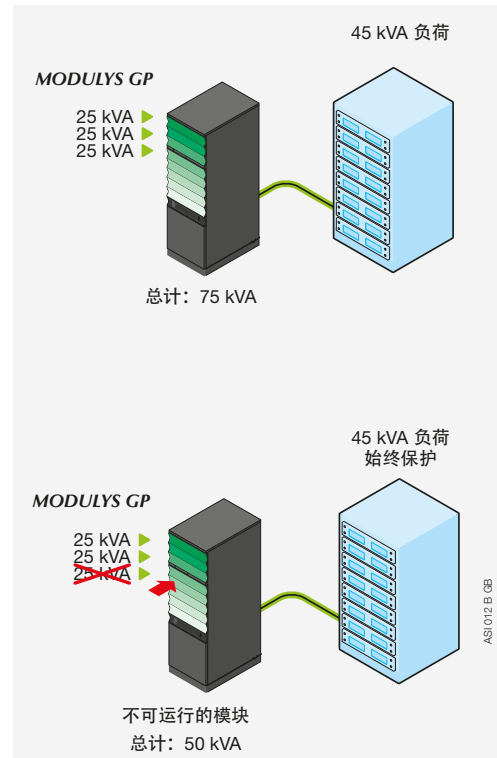 45 kVA 负荷
MODULYS GP
25 kVA
25 kVA
25 kVA
总计：75 kVA
45 kVA 负荷
始终保护
MODULYS GP
25 kVA
25 kVA
25 kVA
不可运行的模块
总计：50 kVA
ASI 012 B GB